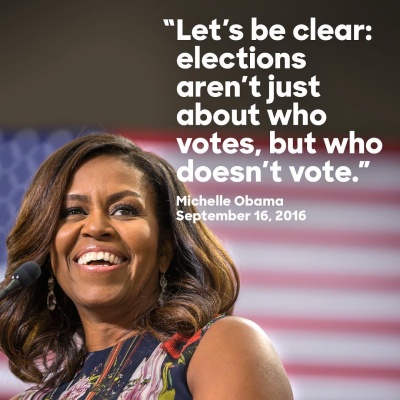 “Let’s be clear:
elections
aren’t just
about who
votes, but who
doesn’t vote.”
Michelle Obama
September 16, 2016